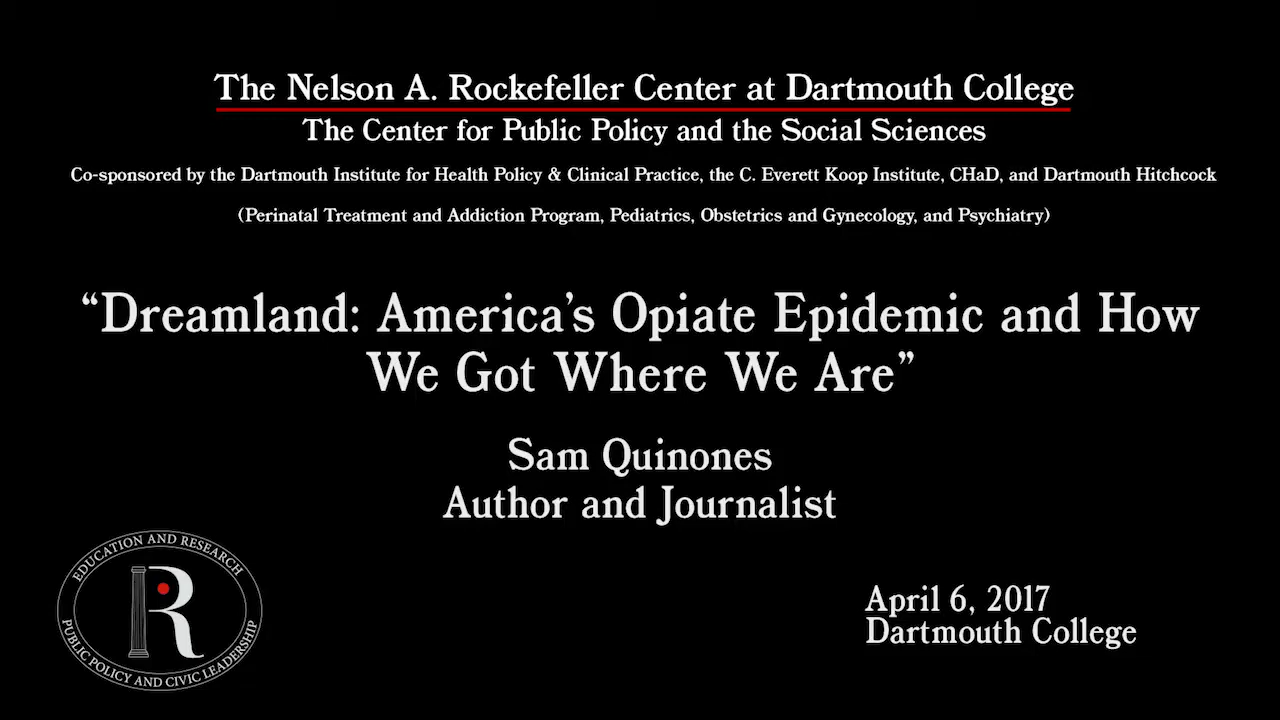 The Nelson A. Rockefeller Center at Dartmouth College
The Center for Public Policy and the Social Sciences
Co-sponsored by the Dartmouth Institute for Health Policy & Clinical Practice, the C. Everett Koop Institute, CHaD, and Dartmouth Hitchcock
(Perinatal Treatment and Addiction Program, Pediatrics, Obstetrics and Gynecology, and Psychiatry)
“Dreamland: America’s Opiate Epidemic and How
We Got Where We Are”
Sam Quinones
Author and Journalist
EDUCATION AND RESEARCH
R
PUBLIC POLICY AND CIVIC LEADERSHIP
April 6, 2017
Dartmouth College